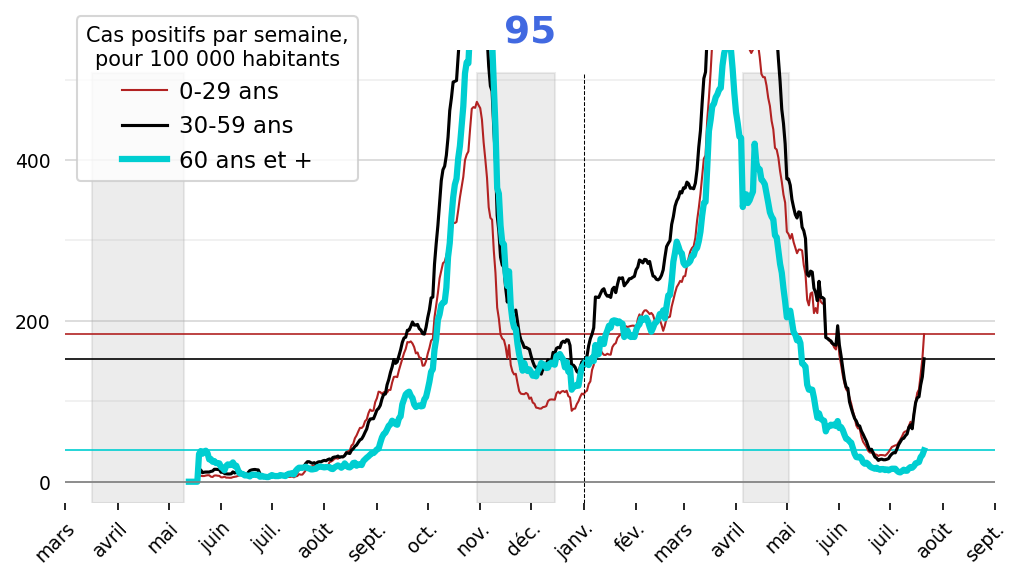 95
Cas positifs par semaine,
pour 100 000 habitants
0-29 ans
30-59 ans
60 ans et +
400
200
0
mars avril mai juin juil. août sept. oct. nov. déc. janv. fév. mars avril mai juin juil. août sept.